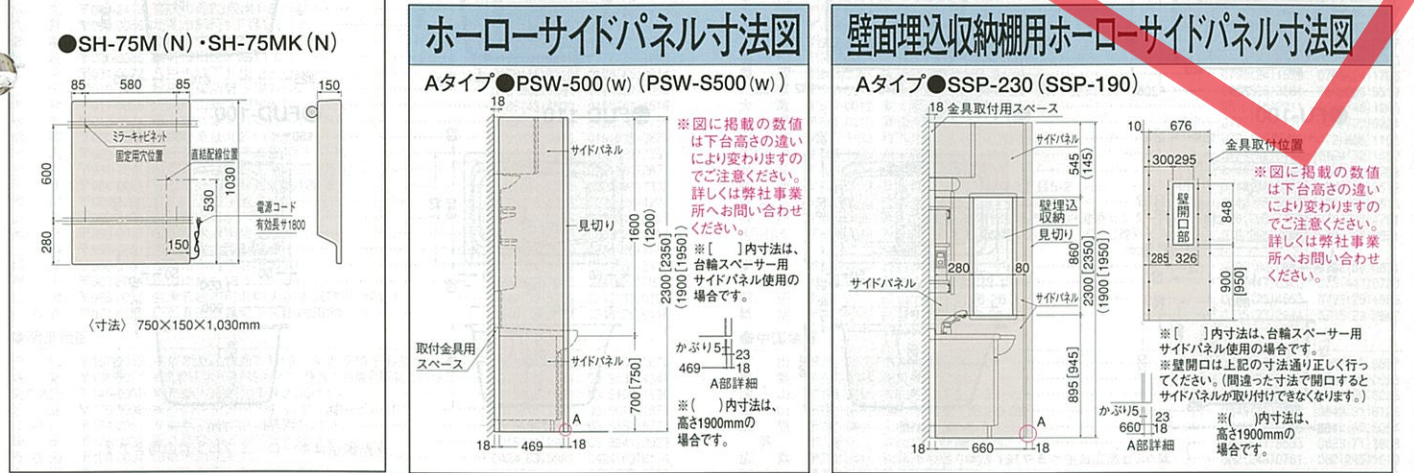 ●SH-75M(N)・SH-75MK(N)
85 580 85
150
ミラーキャビネット
固定用穴位置
直結配線位置
600
530
1030
電源コード
有効長サ1800
280
150
〈寸法〉 750×150×1,030mm
ホーローサイドパネル寸法図
Aタイプ●PSW-500(W)(PSW-S500(W))
18
サイドパネル
見切り
1600
(1200)
2300[2350]
(1900[1950])
取付金具用
スペース
サイドパネル
700[750]
A
18 469 18
※図に掲載の数値
は下台高さの違い
により変わりますの
でご注意ください。
詳しくは弊社事業
所へお問い合わせ
ください。
※[ ]内寸法は、
台輪スペーサー用
サイドパネル使用の
場合です。
かぶり5
23
469 18
A部詳細
※( )内寸法は、
高さ1900mmの
場合です。
壁面埋込収納棚用ホーローサイドパネル寸法図
Aタイプ●SSP-230(SSP-190)
18 金具取付用スペース
サイドパネル
545
(145)
壁埋込
収納
見切り
860
2300[2350]
(1900[1950])
280 80
サイドパネル
サイドパネル
895[945]
A
18 660 18
10 676
金具取付位置
300 295
壁開口部
848
285 326
900
[950]
※図に掲載の数値
は下台高さの違い
により変わりますの
でご注意ください。
詳しくは弊社事業
所へお問い合わせ
ください。
※[ ]内寸法は、台輪スペーサー用
サイドパネル使用の場合です。
※壁開口は上記の寸法通り正しく行っ
てください。(間違った寸法で開口すると
サイドパネルが取り付けできなくなります。)
かぶり5
23
660 18
A部詳細
※( )内寸法は、
高さ1900mmの
場合です。